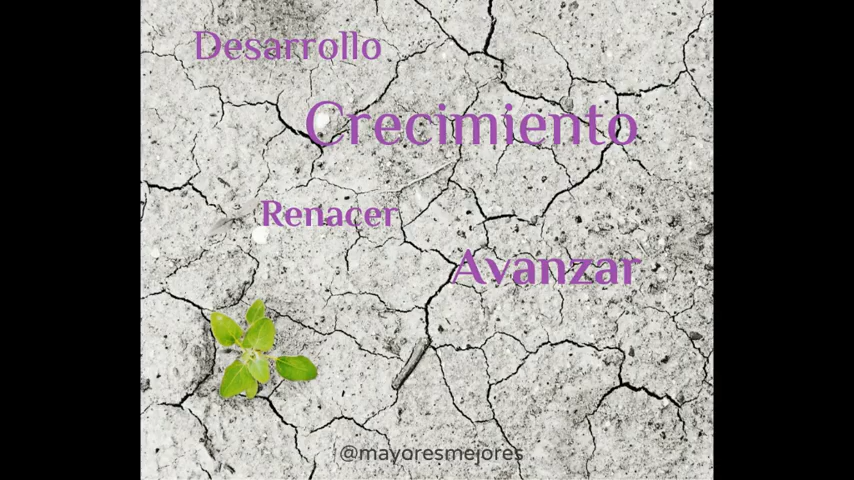 Desarrollo
Crecimiento
Renacer
Avanzar
@mayoresmejores